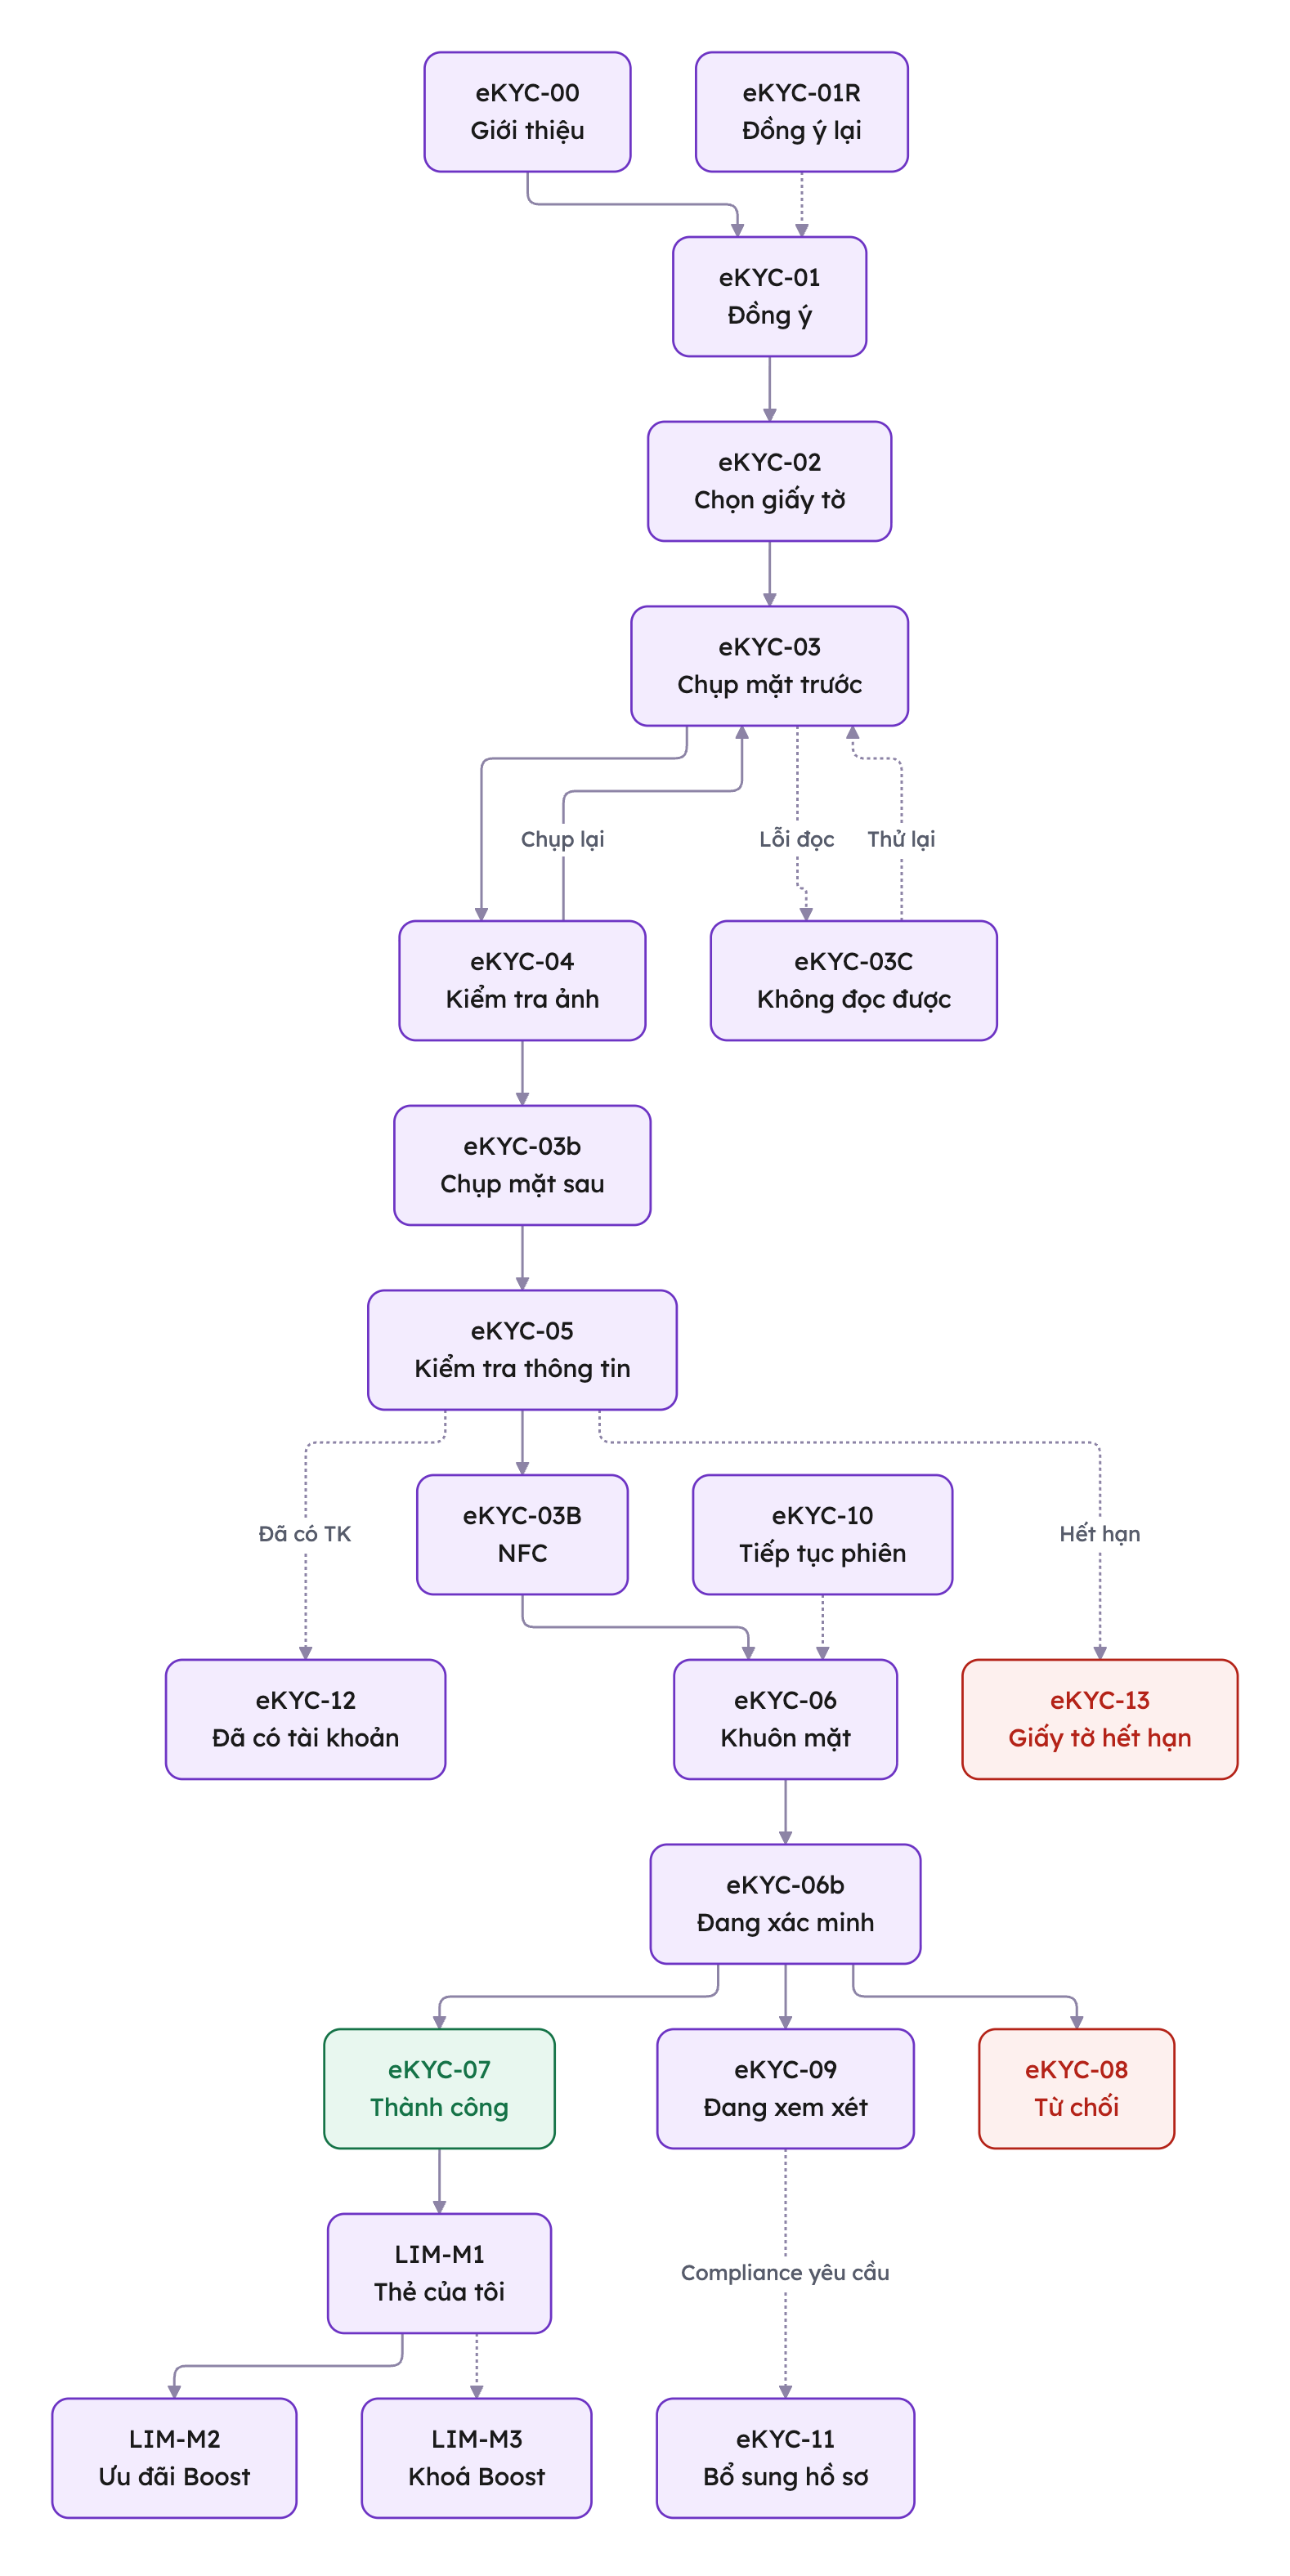 eKYC-00
Giới thiệu
eKYC-01R
Đồng ý lại
eKYC-01
Đồng ý
eKYC-02
Chọn giấy tờ
eKYC-03
Chụp mặt trước
Chụp lại
Lỗi đọc
Thử lại
eKYC-04
Kiểm tra ảnh
eKYC-03C
Không đọc được
eKYC-03b
Chụp mặt sau
eKYC-05
Kiểm tra thông tin
Đã có TK
eKYC-03B
NFC
eKYC-10
Tiếp tục phiên
Hết hạn
eKYC-12
Đã có tài khoản
eKYC-06
Khuôn mặt
eKYC-13
Giấy tờ hết hạn
eKYC-06b
Đang xác minh
eKYC-07
Thành công
eKYC-09
Đang xem xét
eKYC-08
Từ chối
LIM-M1
Thẻ của tôi
Compliance yêu cầu
LIM-M2
Ưu đãi Boost
LIM-M3
Khoá Boost
eKYC-11
Bổ sung hồ sơ